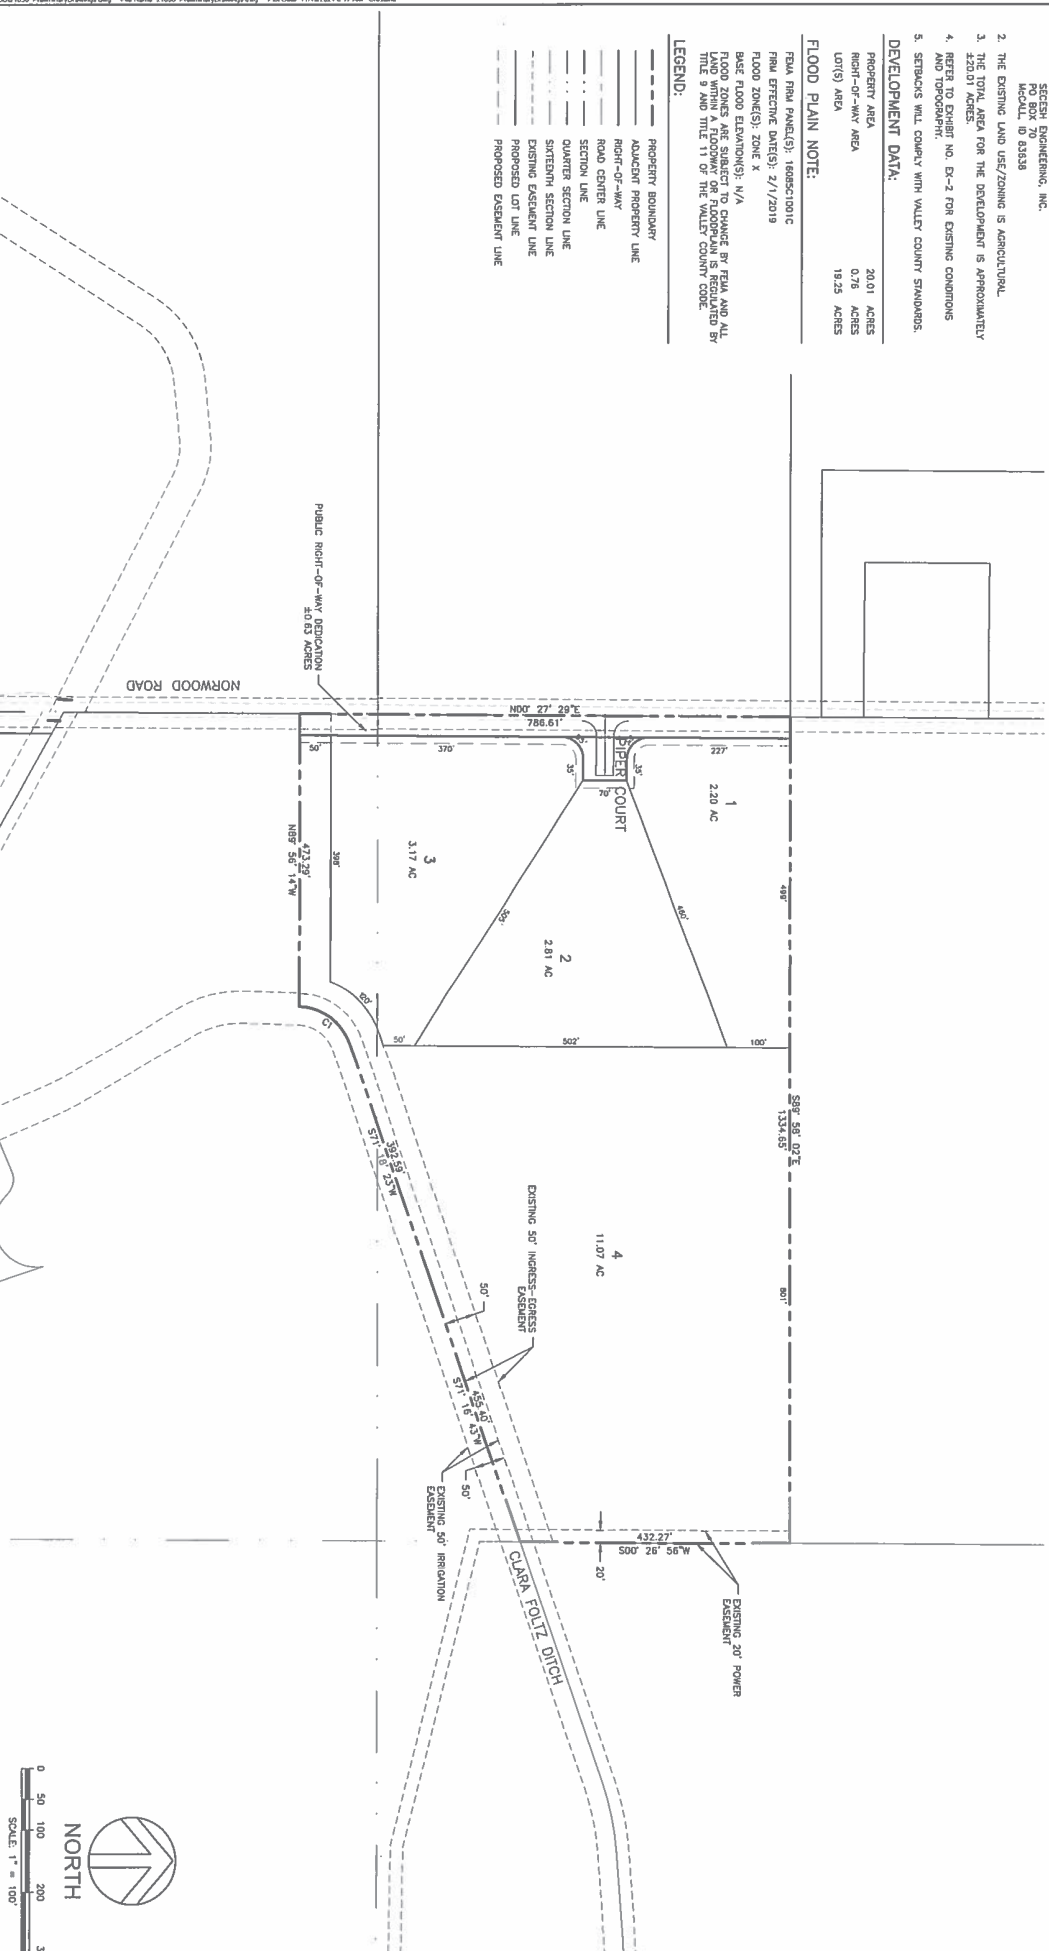 SECESH ENGINEERING, INC.
PO BOX 70
McCALL, ID 83638
2. THE EXISTING LAND USE/ZONING IS AGRICULTURAL.
3. THE TOTAL AREA FOR THE DEVELOPMENT IS APPROXIMATELY
±20.01 ACRES.
4. REFER TO EXHIBIT NO. EX-2 FOR EXISTING CONDITIONS
AND TOPOGRAPHY.
5. SETBACKS WILL COMPLY WITH VALLEY COUNTY STANDARDS.
DEVELOPMENT DATA:
PROPERTY AREA 20.01 ACRES
RIGHT-OF-WAY AREA 0.76 ACRES
LOT(S) AREA 19.25 ACRES
FLOOD PLAIN NOTE:
FEMA FIRM PANEL(S): 16085C1001C
FIRM EFFECTIVE DATE(S): 2/1/2019
FLOOD ZONE(S): ZONE X
BASE FLOOD ELEVATION(S): N/A
FLOOD ZONES ARE SUBJECT TO CHANGE BY FEMA AND ALL
LAND WITHIN A FLOODWAY OR FLOODPLAIN IS REGULATED BY
TITLE 9 AND TITLE 11 OF THE VALLEY COUNTY CODE.
LEGEND:
PROPERTY BOUNDARY
ADJACENT PROPERTY LINE
RIGHT-OF-WAY
ROAD CENTER LINE
SECTION LINE
QUARTER SECTION LINE
SIXTEENTH SECTION LINE
EXISTING EASEMENT LINE
PROPOSED LOT LINE
PROPOSED EASEMENT LINE
PUBLIC RIGHT-OF-WAY DEDICATION
±0.63 ACRES
NORWOOD ROAD
N00° 27' 29"E
786.61'
50'
370'
35'
70'
35'
227'
PIPER COURT
1
2.20 AC
499'
460'
3
3.17 AC
2
2.81 AC
398'
473.29'
N89° 56' 14"W
120'
C1
50'
502'
100'
S89° 58' 02"E
1334.65'
392.59'
S71° 18' 23"W
EXISTING 50' INGRESS-EGRESS
EASEMENT
4
11.07 AC
801'
50'
455.40'
S71° 16' 43"W
50'
EXISTING 50' IRRIGATION
EASEMENT
432.27'
S00° 26' 56"W
20'
EXISTING 20' POWER
EASEMENT
CLARA FOLTZ DITCH
NORTH
0 50 100 200
SCALE: 1" = 100'